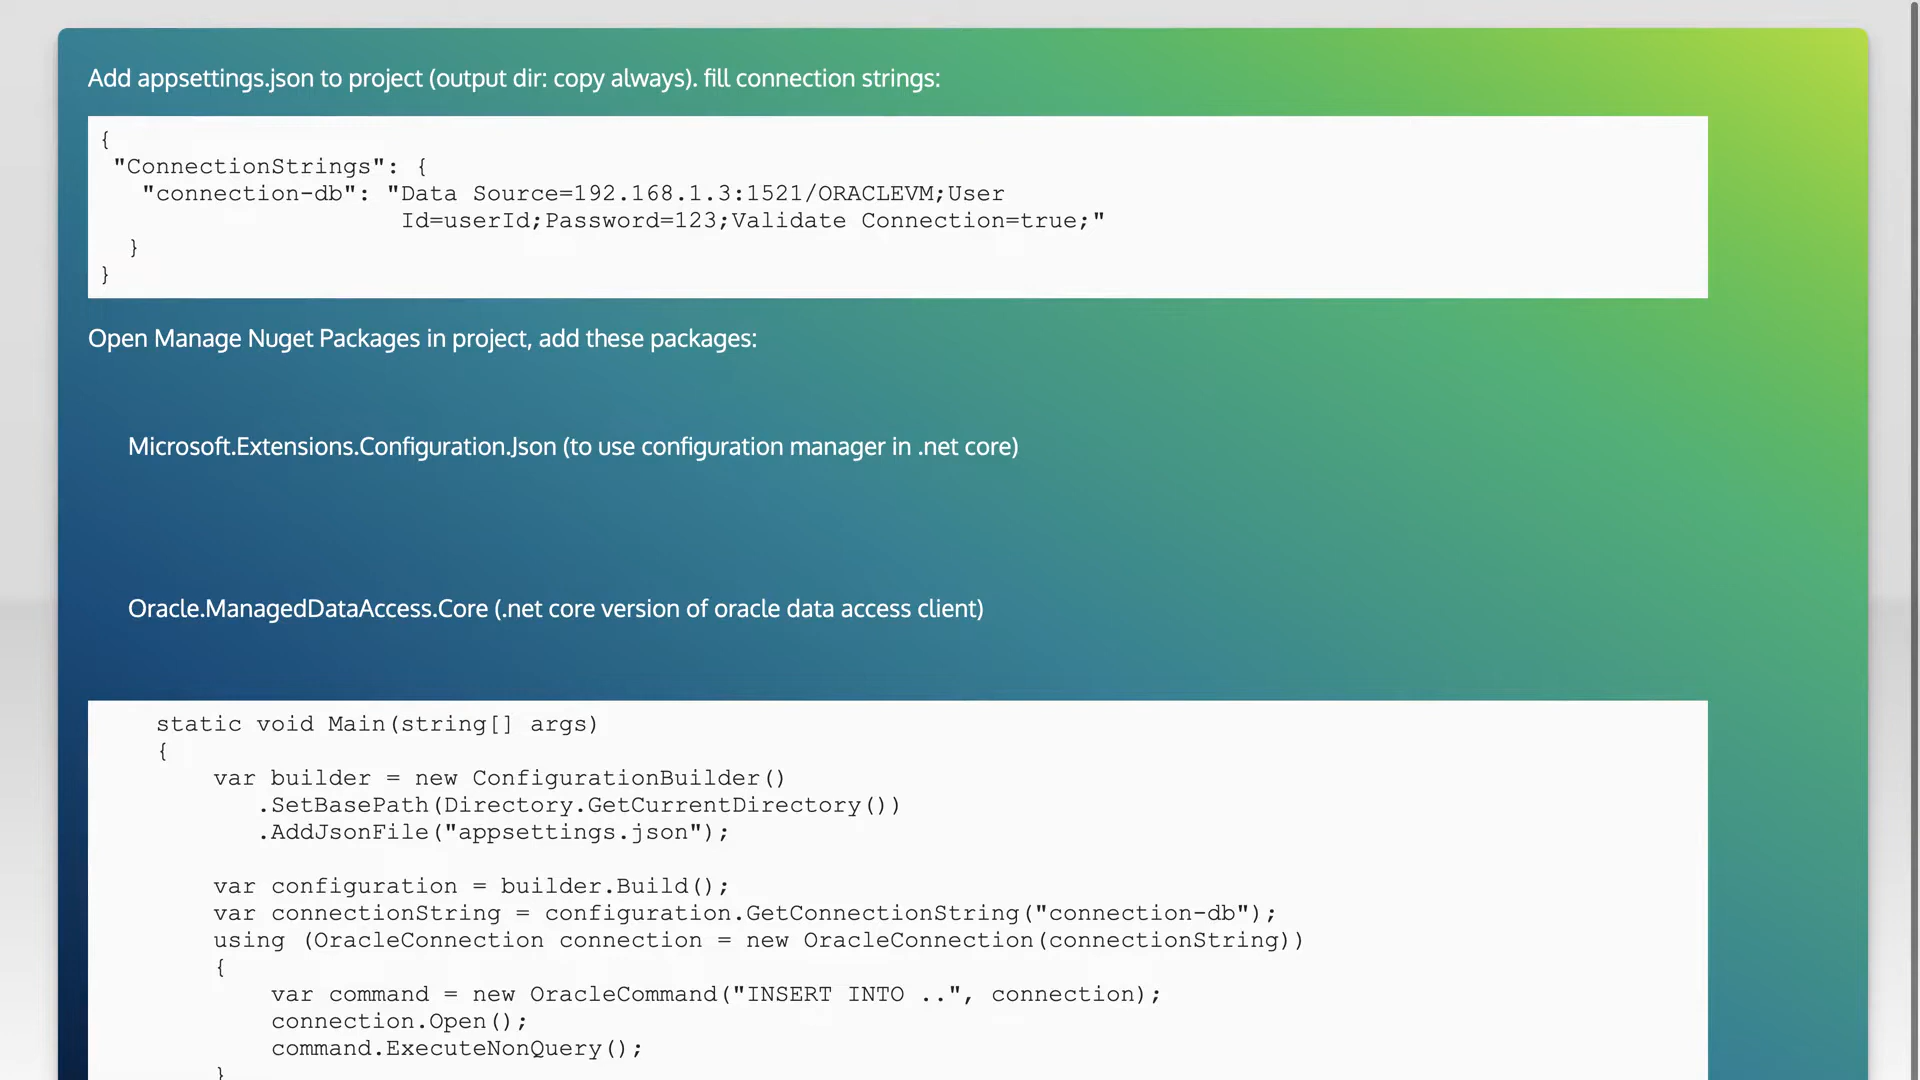 Add appsettings.json to project (output dir: copy always). fill connection strings:
{
 "ConnectionStrings": {
   "connection-db": "Data Source=192.168.1.3:1521/ORACLEVM;User
                     Id=userId;Password=123;Validate Connection=true;"
  }
}
Open Manage Nuget Packages in project, add these packages:
Microsoft.Extensions.Configuration.Json (to use configuration manager in .net core)
Oracle.ManagedDataAccess.Core (.net core version of oracle data access client)
    static void Main(string[] args)
    {
        var builder = new ConfigurationBuilder()
           .SetBasePath(Directory.GetCurrentDirectory())
           .AddJsonFile("appsettings.json");
        var configuration = builder.Build();
        var connectionString = configuration.GetConnectionString("connection-db");
        using (OracleConnection connection = new OracleConnection(connectionString))
        {
            var command = new OracleCommand("INSERT INTO ..", connection);
            connection.Open();
            command.ExecuteNonQuery();
        }